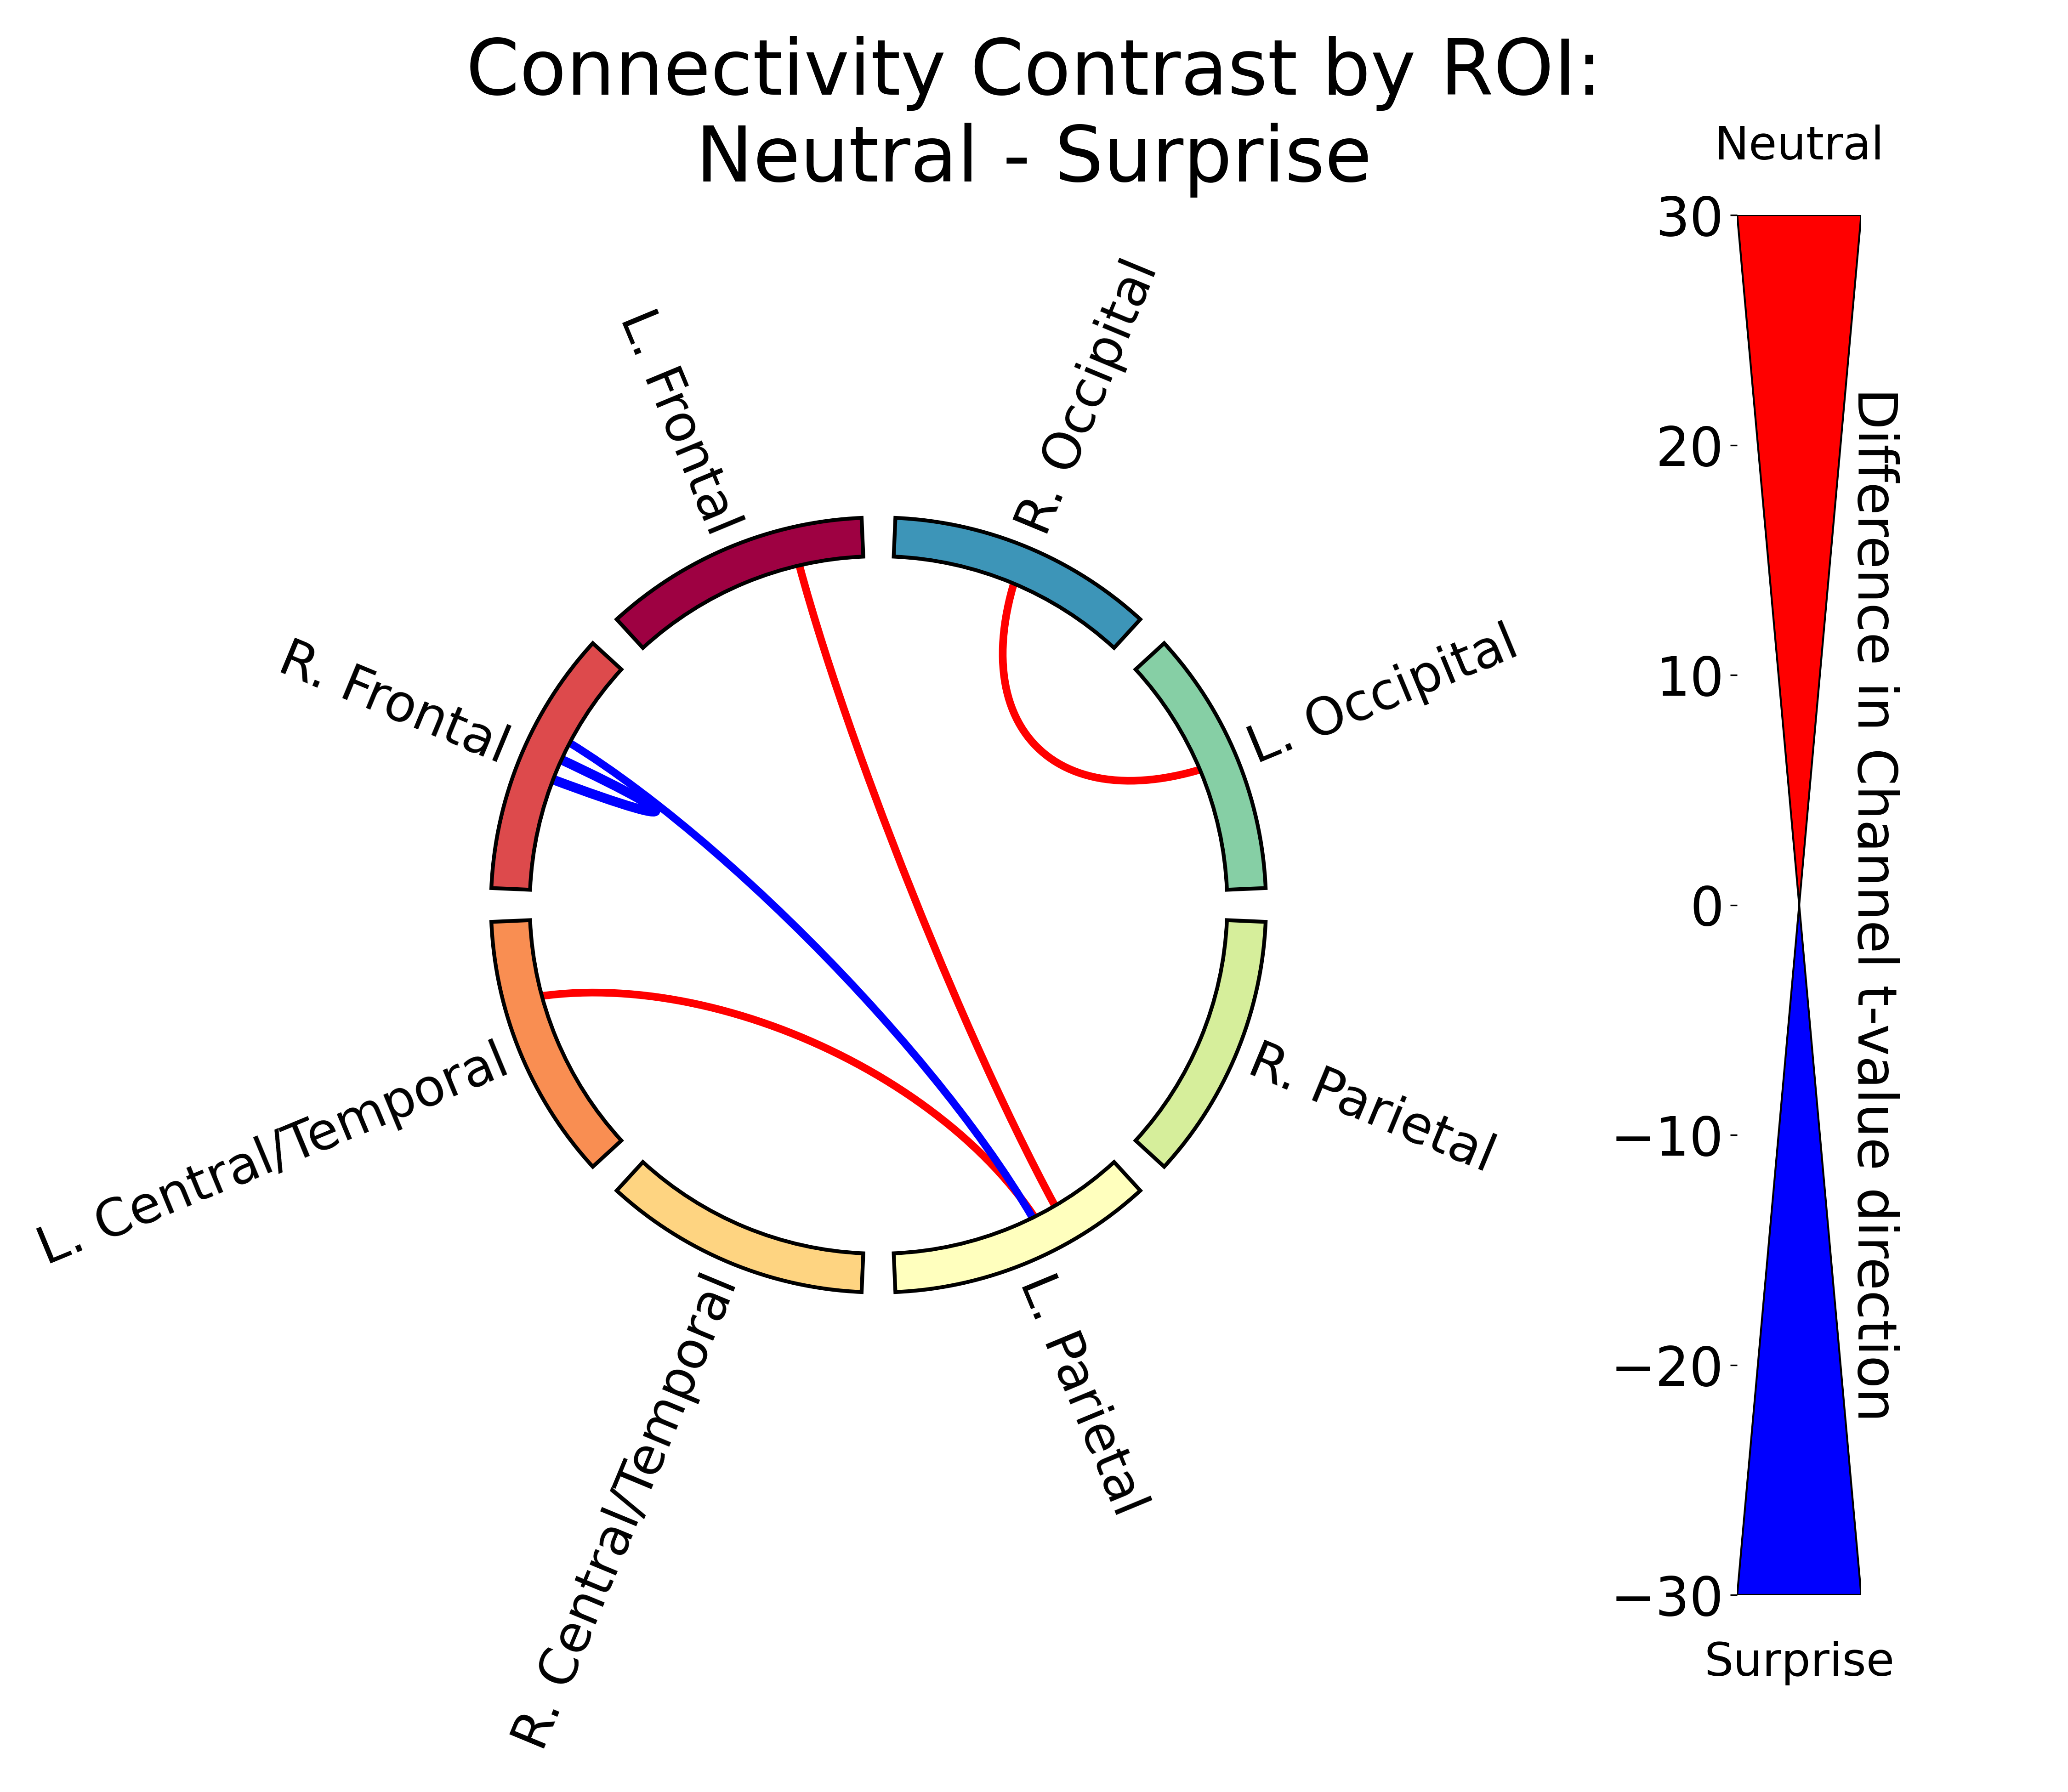 Connectivity Contrast by ROI:
Neutral - Surprise
Neutral
30
20
10
0
−10
−20
−30
Surprise
Difference in Channel t-value direction
R. Occipital
L. Frontal
L. Occipital
R. Frontal
R. Parietal
L. Central/Temporal
L. Parietal
R. Central/Temporal